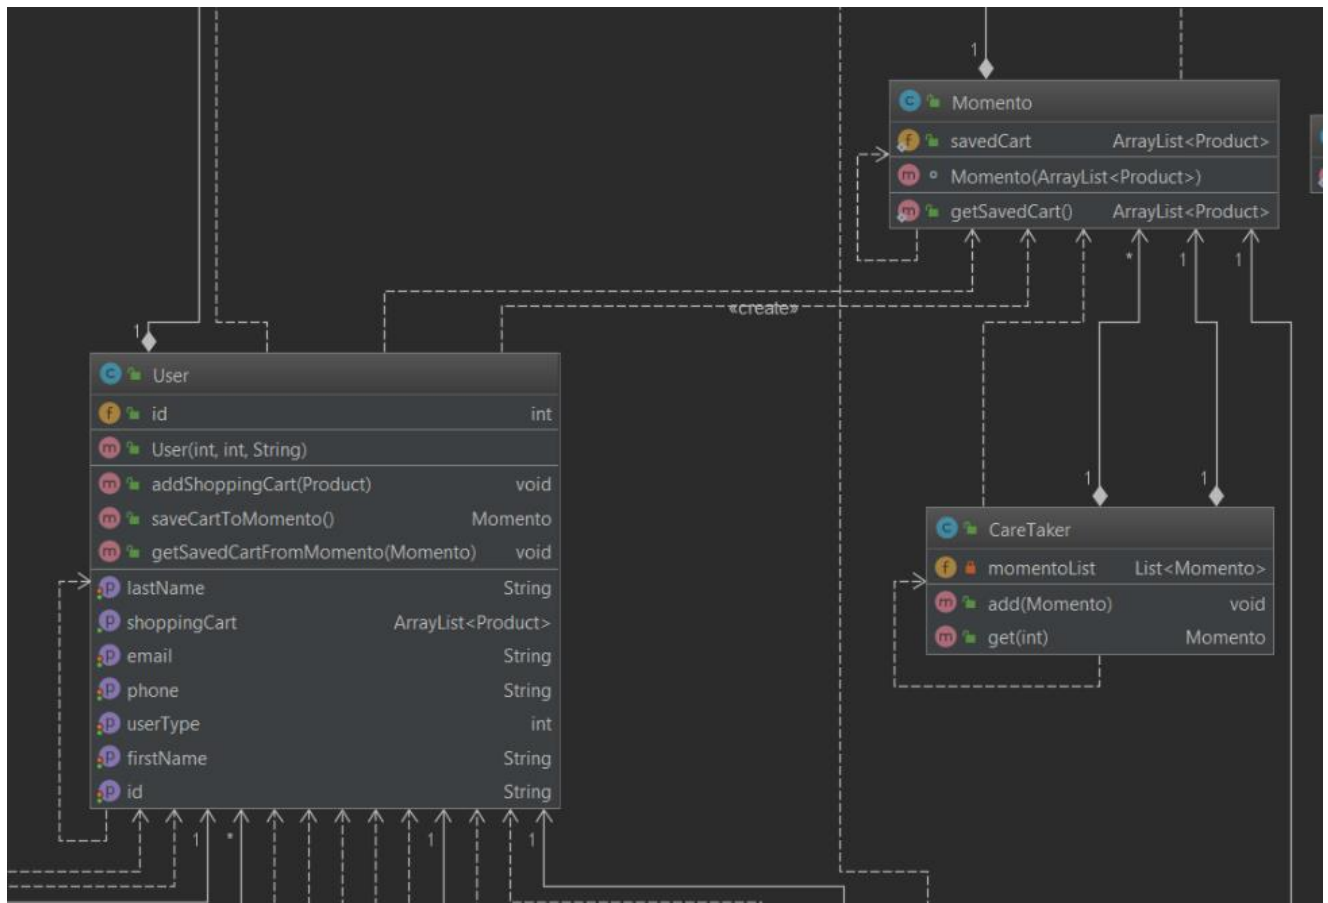 1
Momento
savedCart ArrayList<Product>
Momento(ArrayList<Product>)
getSavedCart() ArrayList<Product>
* 1 1
«create»
1
User
id int
User(int, int, String)
addShoppingCart(Product) void
saveCartToMomento() Momento
getSavedCartFromMomento(Momento) void
lastName String
shoppingCart ArrayList<Product>
email String
phone String
userType int
firstName String
id String
1 * 1 1
1 1
CareTaker
momentoList List<Momento>
add(Momento) void
get(int) Momento